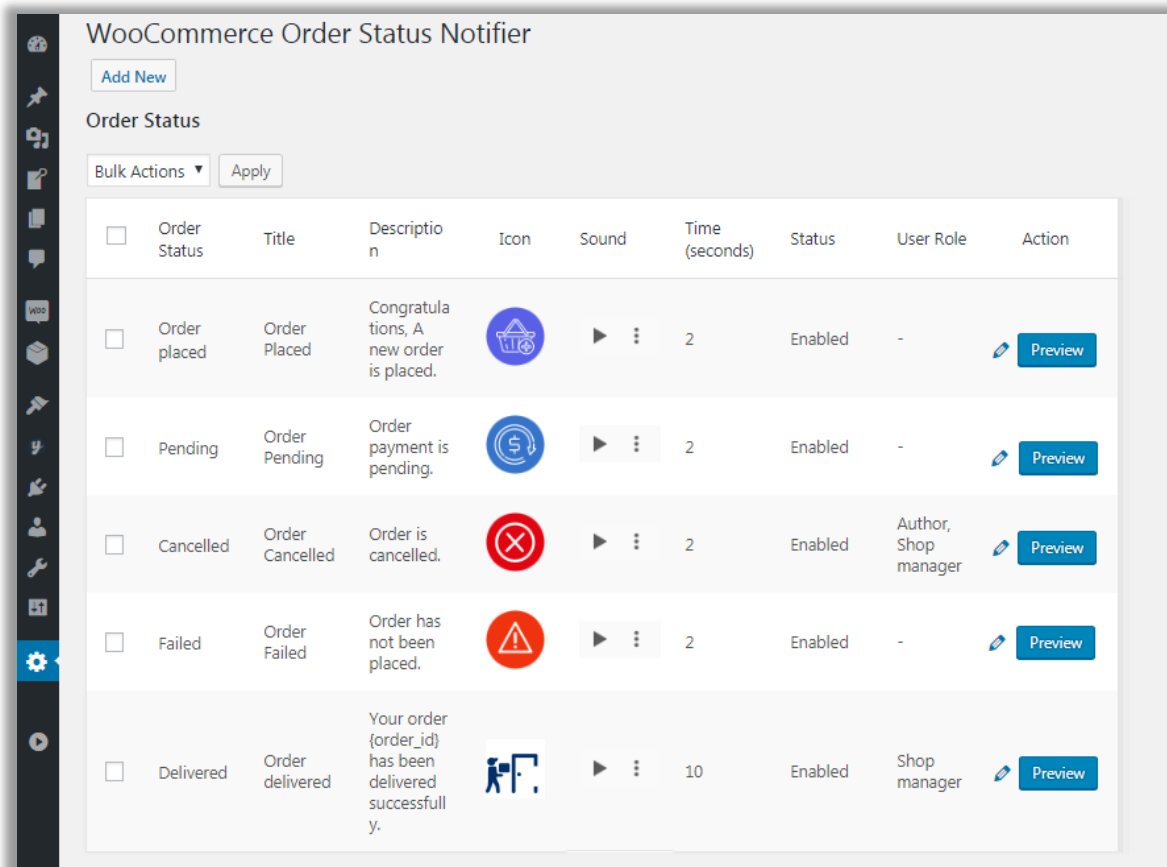 WooCommerce Order Status Notifier
Add New
Order Status
Bulk Actions
Apply
Order
Status
Title
Descriptio
n
Icon
Sound
Time
(seconds)
Status
User Role
Action
Order
placed
Order
Placed
Congratula
tions, A
new order
is placed.
2
Enabled
-
Preview
Pending
Order
Pending
Order
payment is
pending.
2
Enabled
-
Preview
Cancelled
Order
Cancelled
Order is
cancelled.
2
Enabled
Author,
Shop
manager
Preview
Failed
Order
Failed
Order has
not been
placed.
2
Enabled
-
Preview
Delivered
Order
delivered
Your order
{order_id}
has been
delivered
successfull
y.
10
Enabled
Shop
manager
Preview
Woo